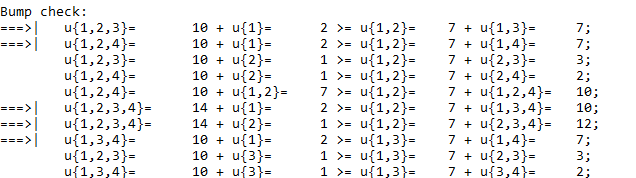 Bump check:
===>| u{1,2,3}= 10 + u{1}= 2 >= u{1,2}= 7 + u{1,3}= 7;
===>| u{1,2,4}= 10 + u{1}= 2 >= u{1,2}= 7 + u{1,4}= 7;
u{1,2,3}= 10 + u{2}= 1 >= u{1,2}= 7 + u{2,3}= 3;
u{1,2,4}= 10 + u{2}= 1 >= u{1,2}= 7 + u{2,4}= 2;
u{1,2,4}= 10 + u{1,2}= 7 >= u{1,2}= 7 + u{1,2,4}= 10;
===>| u{1,2,3,4}= 14 + u{1}= 2 >= u{1,2}= 7 + u{1,3,4}= 10;
===>| u{1,2,3,4}= 14 + u{2}= 1 >= u{1,2}= 7 + u{2,3,4}= 12;
===>| u{1,3,4}= 10 + u{1}= 2 >= u{1,3}= 7 + u{1,4}= 7;
u{1,2,3}= 10 + u{3}= 1 >= u{1,3}= 7 + u{2,3}= 3;
u{1,3,4}= 10 + u{3}= 1 >= u{1,3}= 7 + u{3,4}= 2;